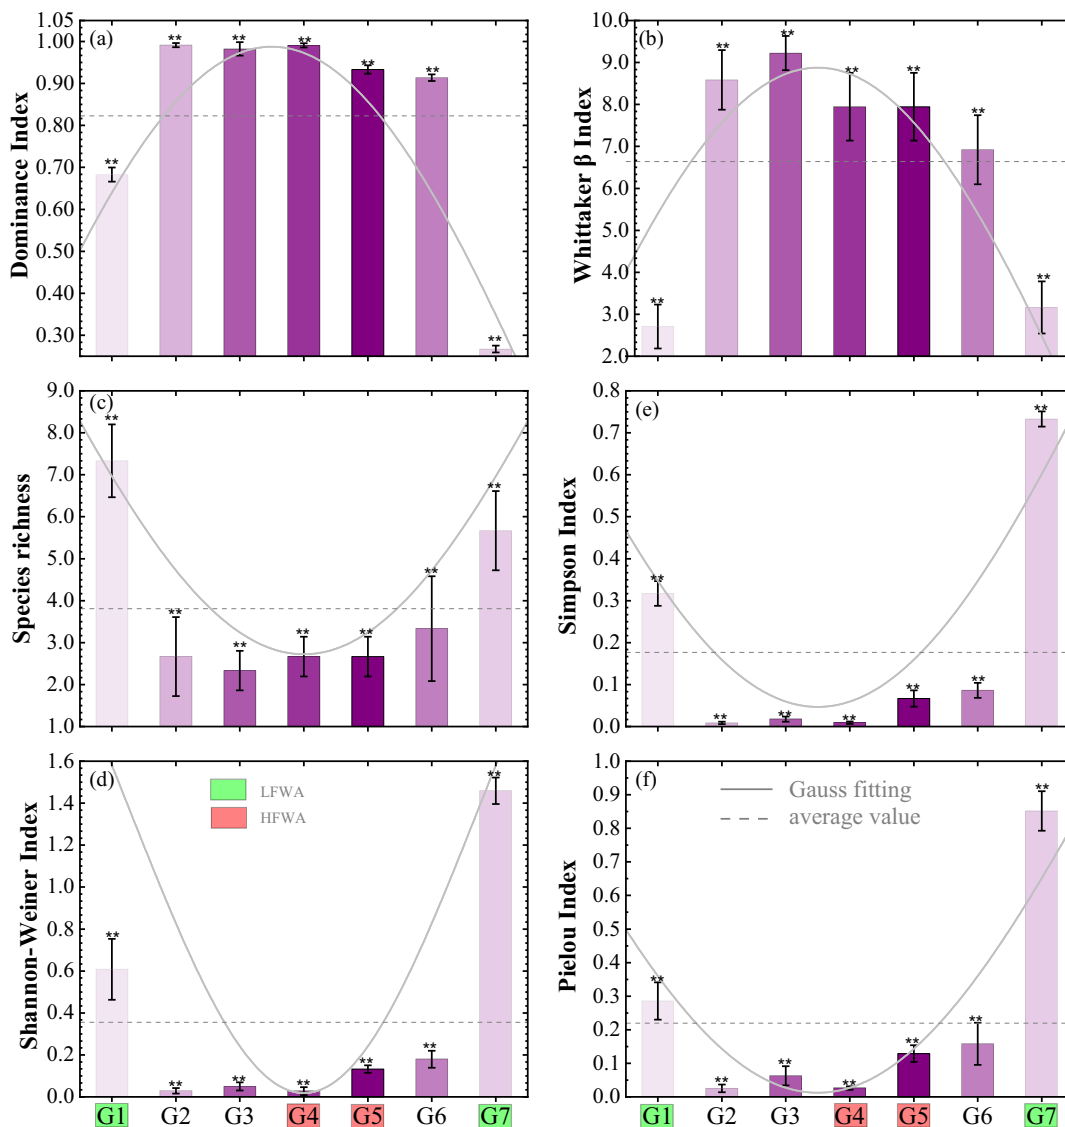 (a)
Dominance Index
1.05
1.00
0.90
0.80
0.70
0.60
0.50
0.40
0.30
** ** ** ** ** ** **
(b)
Whittaker β Index
10.0
9.0
8.0
7.0
6.0
5.0
4.0
3.0
2.0
** ** ** ** ** ** **
(c)
Species richness
9.0
8.0
7.0
6.0
5.0
4.0
3.0
2.0
1.0
** ** ** ** ** ** **
(e)
Simpson Index
0.8
0.7
0.6
0.5
0.4
0.3
0.2
0.1
0.0
** ** ** ** ** ** **
(d)
Shannon-Weiner Index
1.6
1.4
1.2
1.0
0.8
0.6
0.4
0.2
0.0
LFWA
HFWA
** ** ** ** ** ** **
G1 G2 G3 G4 G5 G6 G7
(f)
Pielou Index
1.0
0.9
0.8
0.7
0.6
0.5
0.4
0.3
0.2
0.1
0.0
Gauss fitting
average value
** ** ** ** ** ** **
G1 G2 G3 G4 G5 G6 G7